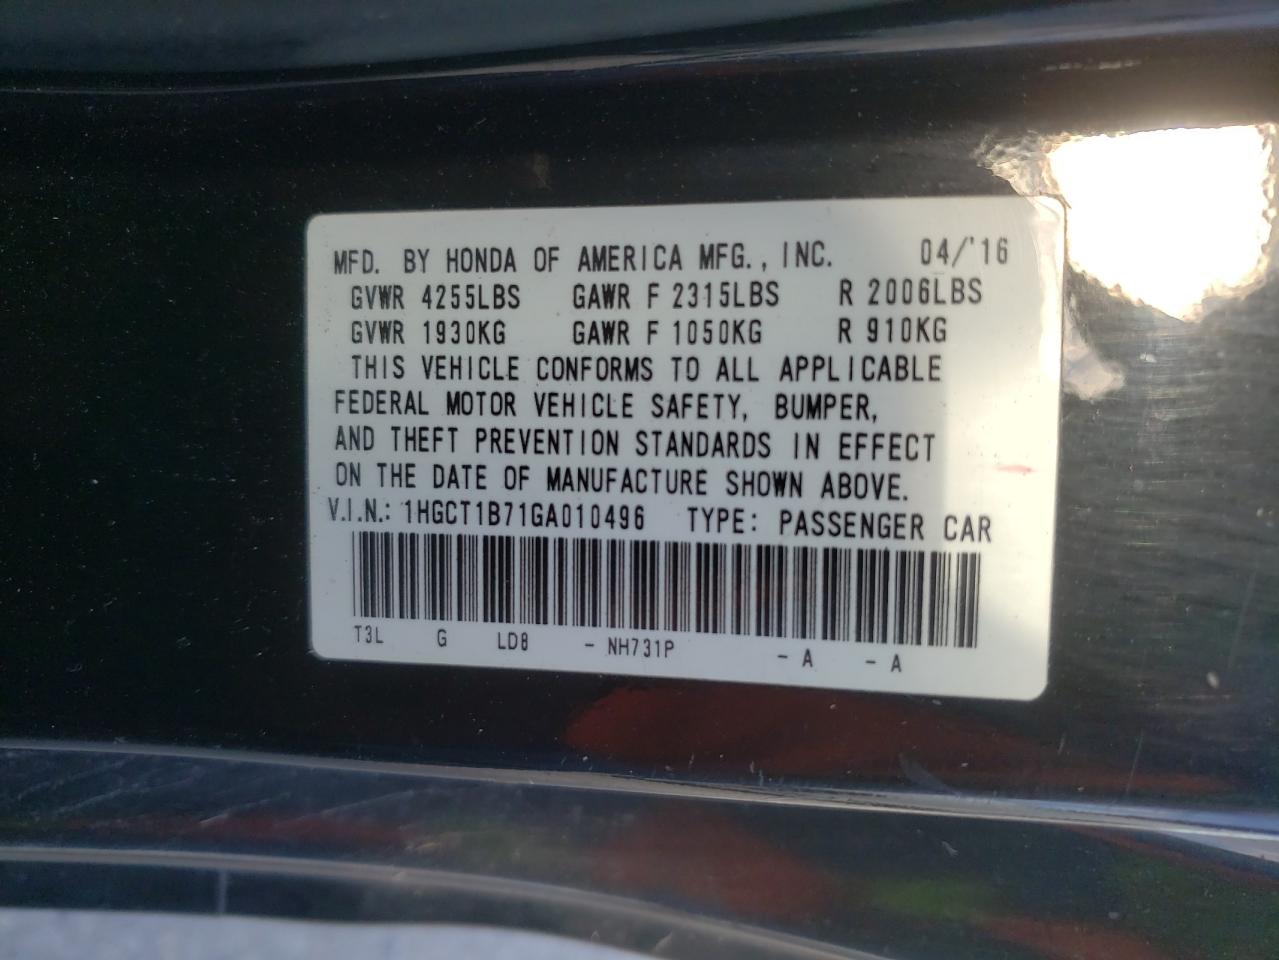 MFD. BY HONDA OF AMERICA MFG., INC. 04/'16
GVWR 4255LBS GAWR F 2315LBS R 2006LBS
GVWR 1930KG GAWR F 1050KG R 910KG
THIS VEHICLE CONFORMS TO ALL APPLICABLE
FEDERAL MOTOR VEHICLE SAFETY, BUMPER,
AND THEFT PREVENTION STANDARDS IN EFFECT
ON THE DATE OF MANUFACTURE SHOWN ABOVE.
V.I.N.: 1HGCT1B71GA010496 TYPE: PASSENGER CAR
T3L G LD8 - NH731P - A - A